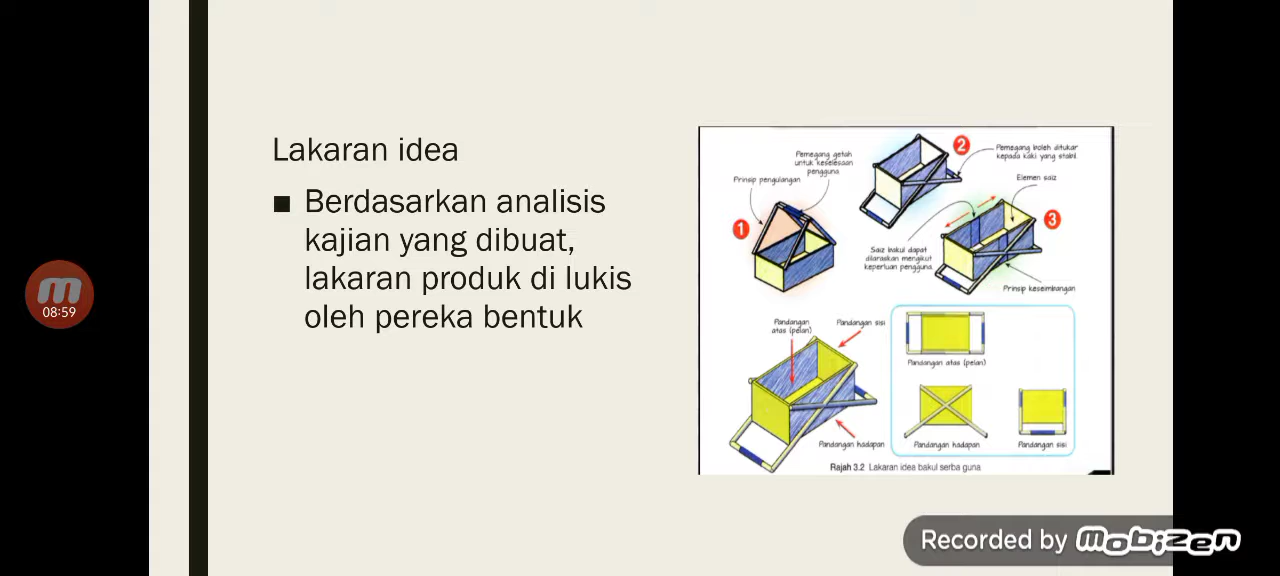 Lakaran idea
■ Berdasarkan analisis
kajian yang dibuat,
lakaran produk di lukis
oleh pereka bentuk
1
Prinsip pengulangan
Pemegang getah
untuk keselesaan
pengguna.
2
Pemegang boleh ditukar
kepada kaki yang stabil.
3
Elemen saiz
Saiz bakul dapat
dilaraskan mengikut
keperluan pengguna.
Prinsip keseimbangan
Pandangan
atas (pelan)
Pandangan sisi
Pandangan hadapan
Pandangan atas (pelan)
Pandangan hadapan
Pandangan sisi
Rajah 3.2 Lakaran idea bakul serba guna
08:59
Recorded by mobizen